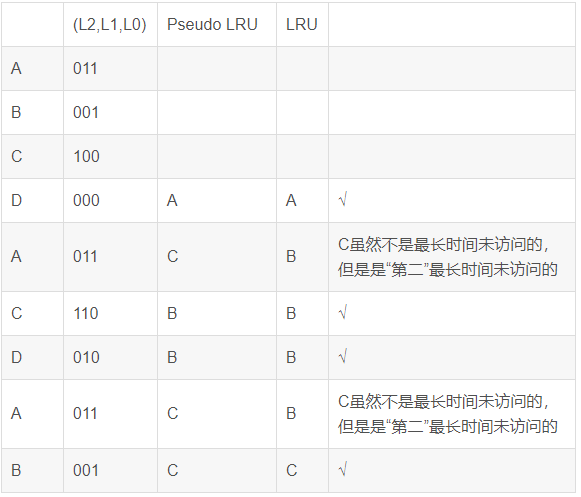 (L2,L1,L0) Pseudo LRU LRU
A 011
B 001
C 100
D 000 A A √
A 011 C B C虽然不是最长时间未访问的，
但是是“第二”最长时间未访问的
C 110 B B √
D 010 B B √
A 011 C B C虽然不是最长时间未访问的，
但是是“第二”最长时间未访问的
B 001 C C √